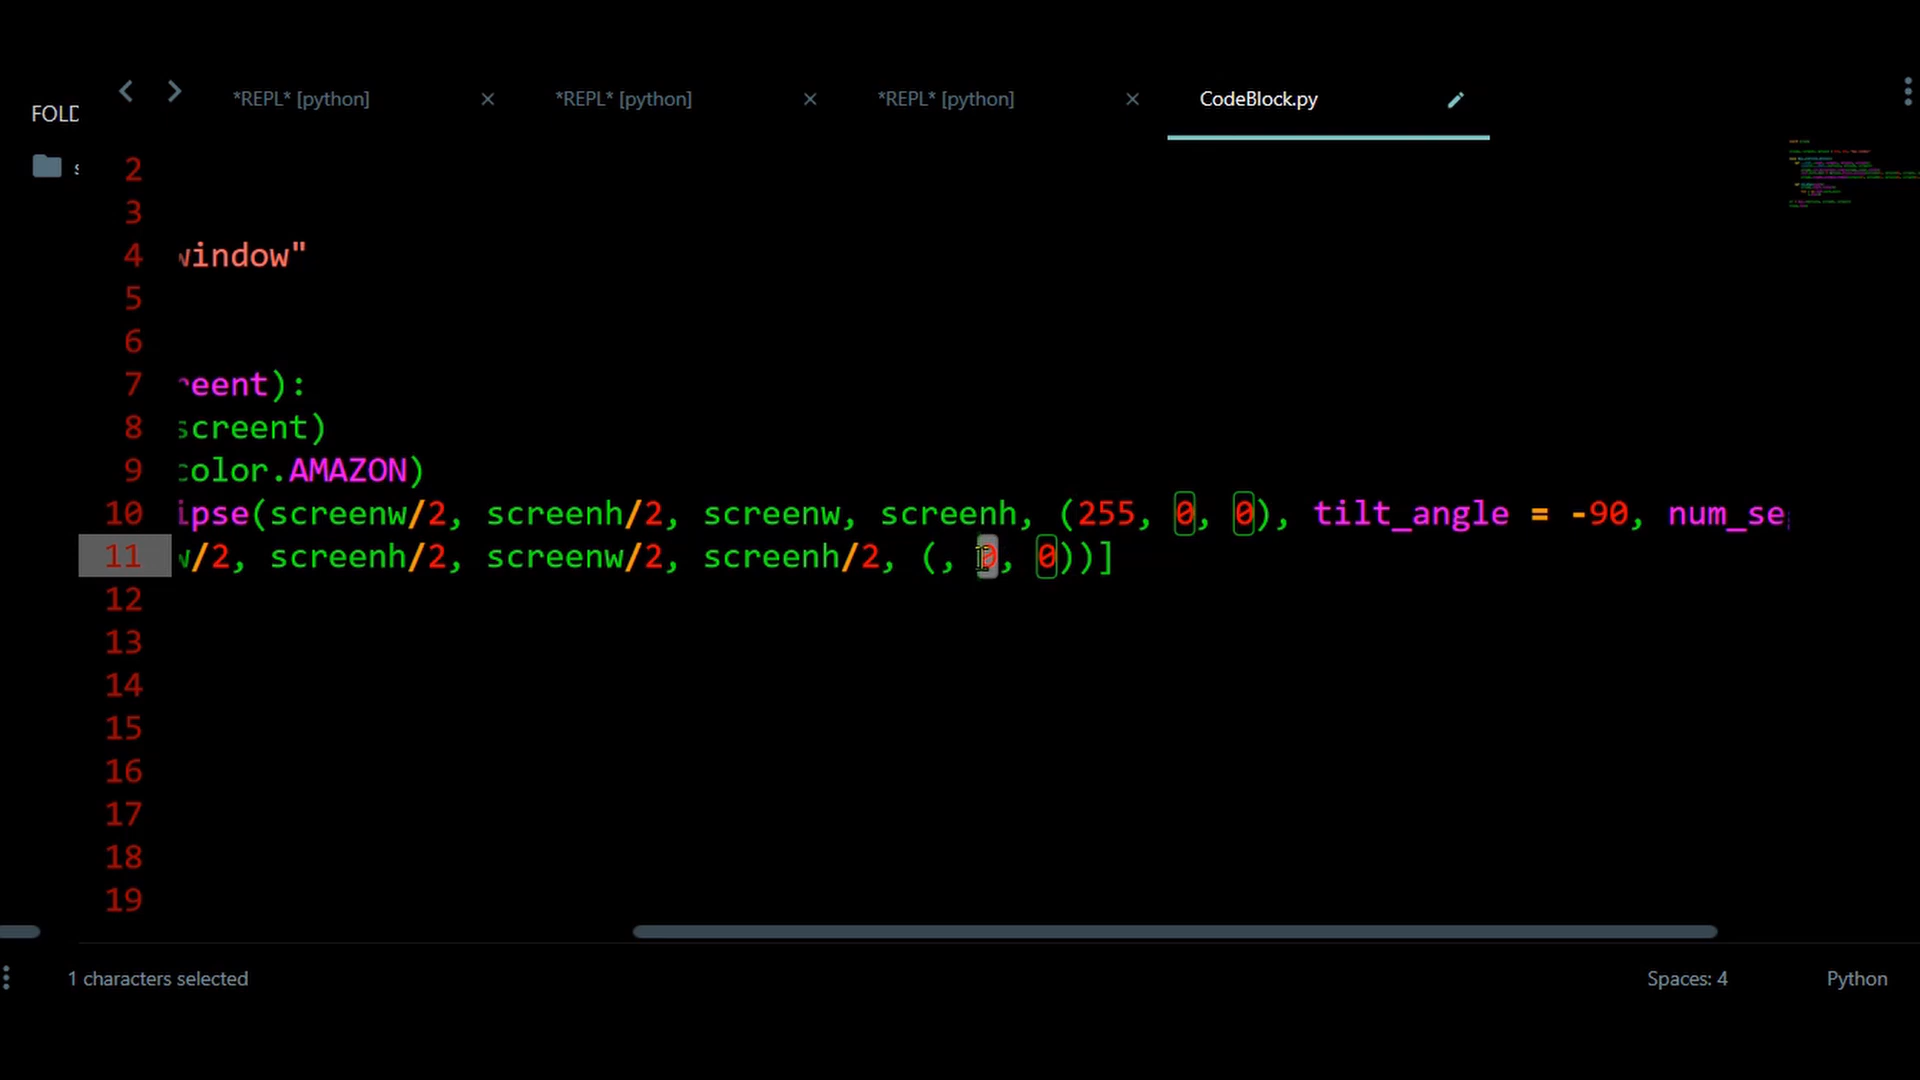 FOLD
*REPL* [python]
*REPL* [python]
*REPL* [python]
CodeBlock.py
2
3
4 window"
5
6
7 reent):
8 screent)
9 color.AMAZON)
10 ipse(screenw/2, screenh/2, screenw, screenh, (255, 0, 0), tilt_angle = -90, num_se
11 w/2, screenh/2, screenw/2, screenh/2, (, 0, 0))]
12
13
14
15
16
17
18
19
1 characters selected
Spaces: 4
Python